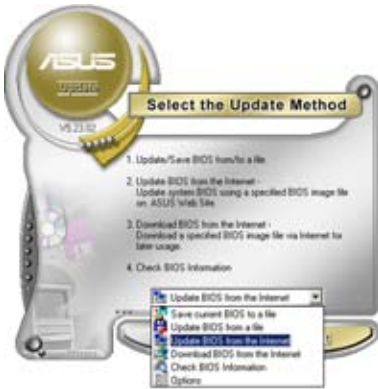 ASUS
Update
V5.23.02
Select the Update Method
1. Update/Save BIOS from/to a file.
2. Update BIOS from the Internet -
Update system BIOS using a specified BIOS image file
on ASUS Web Site.
3. Download BIOS from the Internet -
Download a specified BIOS image file via Internet for
later usage.
4. Check BIOS Information
Update BIOS from the Internet
Save current BIOS to a file
Update BIOS from a file
Update BIOS from the Internet
Download BIOS from the Internet
Check BIOS Information
Options